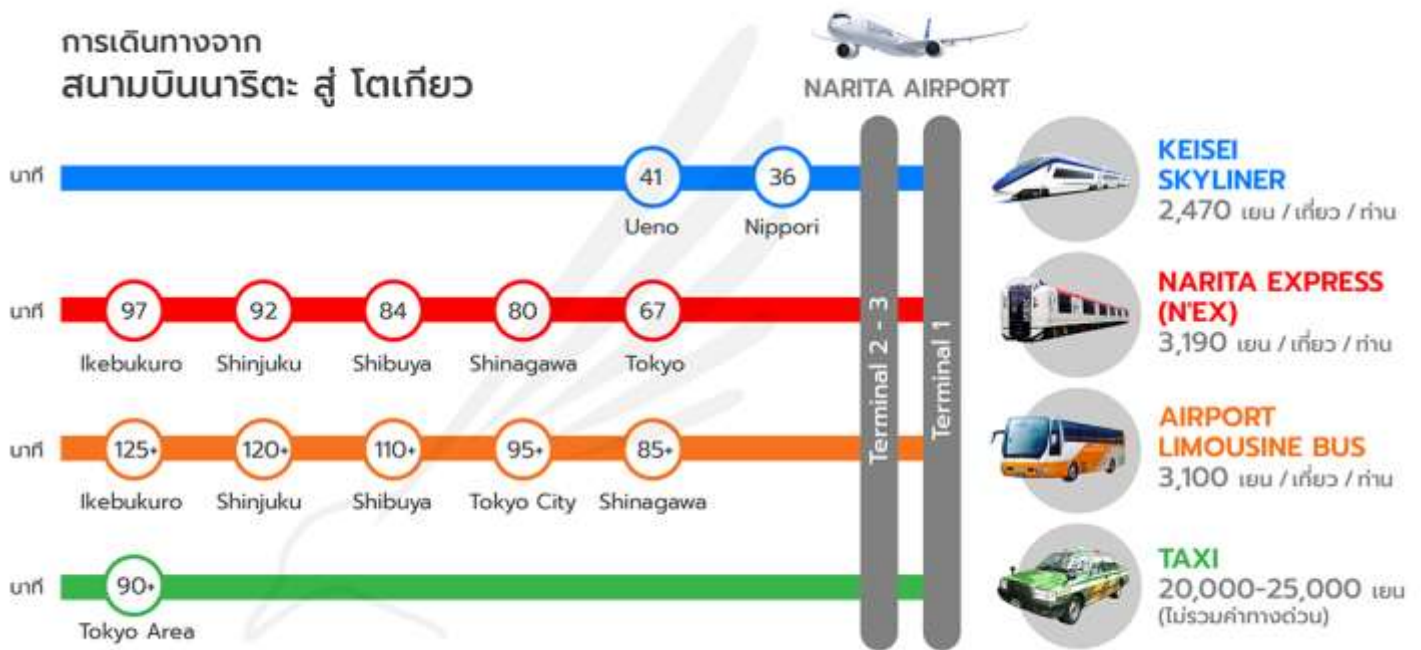 การเดินทางจาก
สนามบินนาริตะ สู่ โตเกียว
NARITA AIRPORT
Terminal 2 - 3
Terminal 1
นาที
41
36
Ueno
Nippori
KEISEI
SKYLINER
2,470 เยน / เที่ยว / ท่าน
นาที
97
92
84
80
67
Ikebukuro
Shinjuku
Shibuya
Shinagawa
Tokyo
NARITA EXPRESS
(N'EX)
3,190 เยน / เที่ยว / ท่าน
นาที
125+
120+
110+
95+
85+
Ikebukuro
Shinjuku
Shibuya
Tokyo City
Shinagawa
AIRPORT
LIMOUSINE BUS
3,100 เยน / เที่ยว / ท่าน
นาที
90+
Tokyo Area
TAXI
20,000-25,000 เยน
(ไม่รวมค่าทางด่วน)